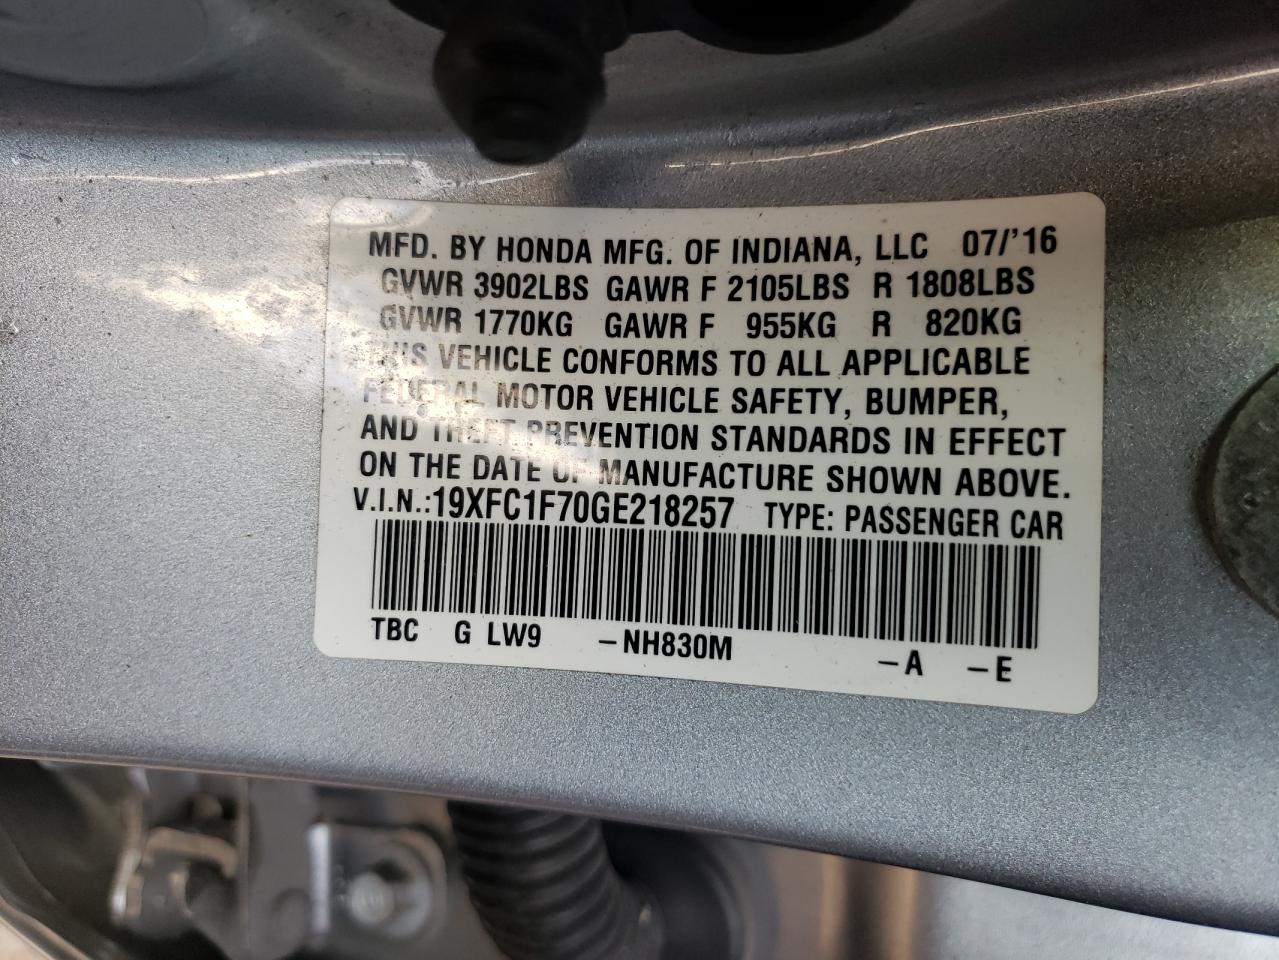 MFD. BY HONDA MFG. OF INDIANA, LLC 07/'16
GVWR 3902LBS GAWR F 2105LBS R 1808LBS
GVWR 1770KG GAWR F 955KG R 820KG
THIS VEHICLE CONFORMS TO ALL APPLICABLE
FEDERAL MOTOR VEHICLE SAFETY, BUMPER,
AND THEFT PREVENTION STANDARDS IN EFFECT
ON THE DATE OF MANUFACTURE SHOWN ABOVE.
V.I.N.:19XFC1F70GE218257 TYPE: PASSENGER CAR
TBC G LW9 –NH830M –A –E